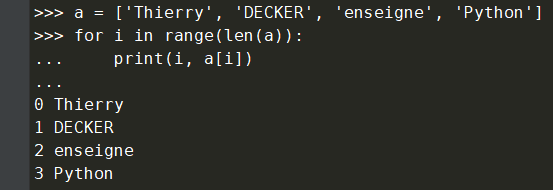 >>> a = ['Thierry', 'DECKER', 'enseigne', 'Python']
>>> for i in range(len(a)):
...     print(i, a[i])
...
0 Thierry
1 DECKER
2 enseigne
3 Python